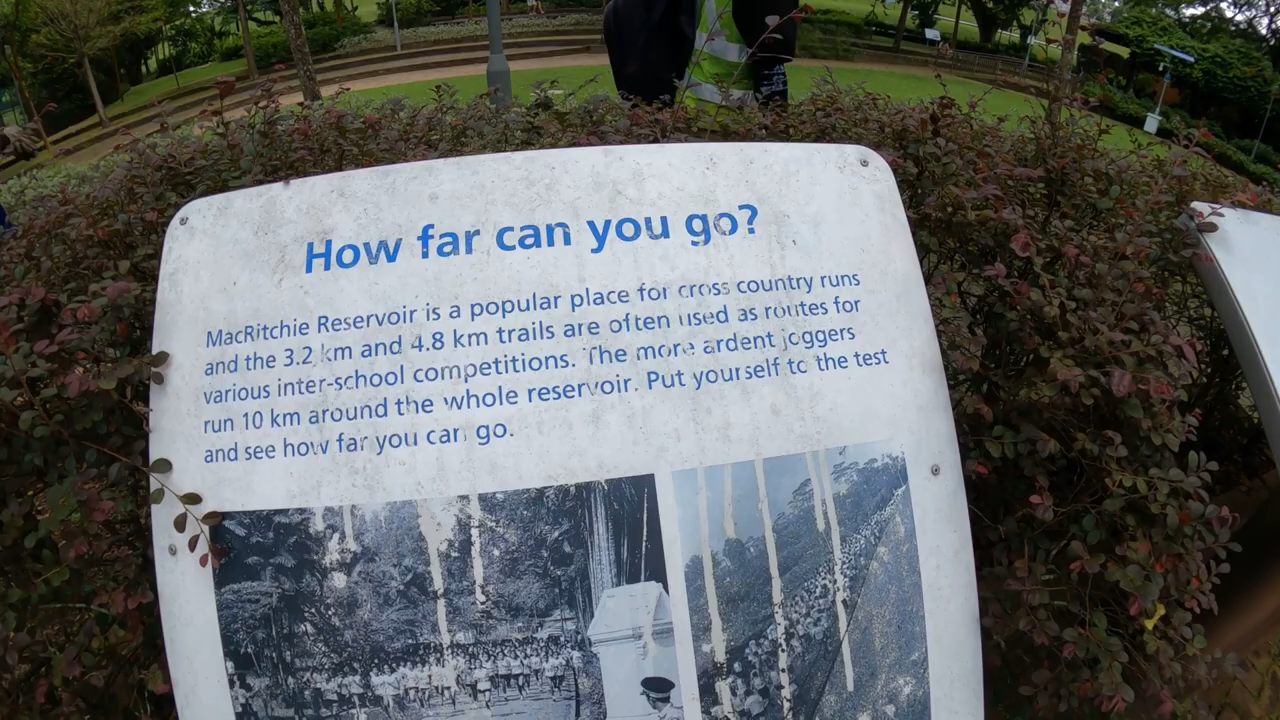 How far can you go?
MacRitchie Reservoir is a popular place for cross country runs
and the 3.2 km and 4.8 km trails are often used as routes for
various inter-school competitions. The more ardent joggers
run 10 km around the whole reservoir. Put yourself to the test
and see how far you can go.